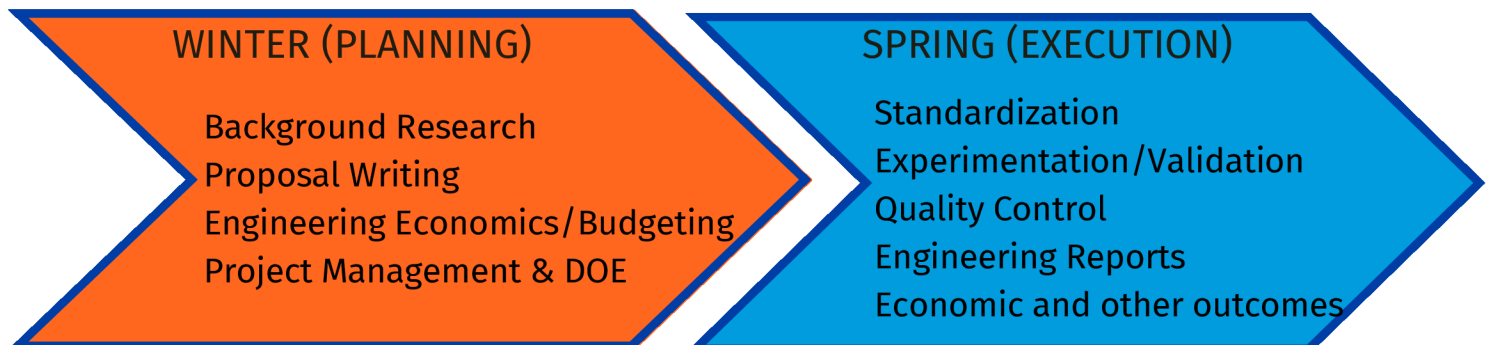 WINTER (PLANNING)
Background Research
Proposal Writing
Engineering Economics/Budgeting
Project Management & DOE
SPRING (EXECUTION)
Standardization
Experimentation/Validation
Quality Control
Engineering Reports
Economic and other outcomes